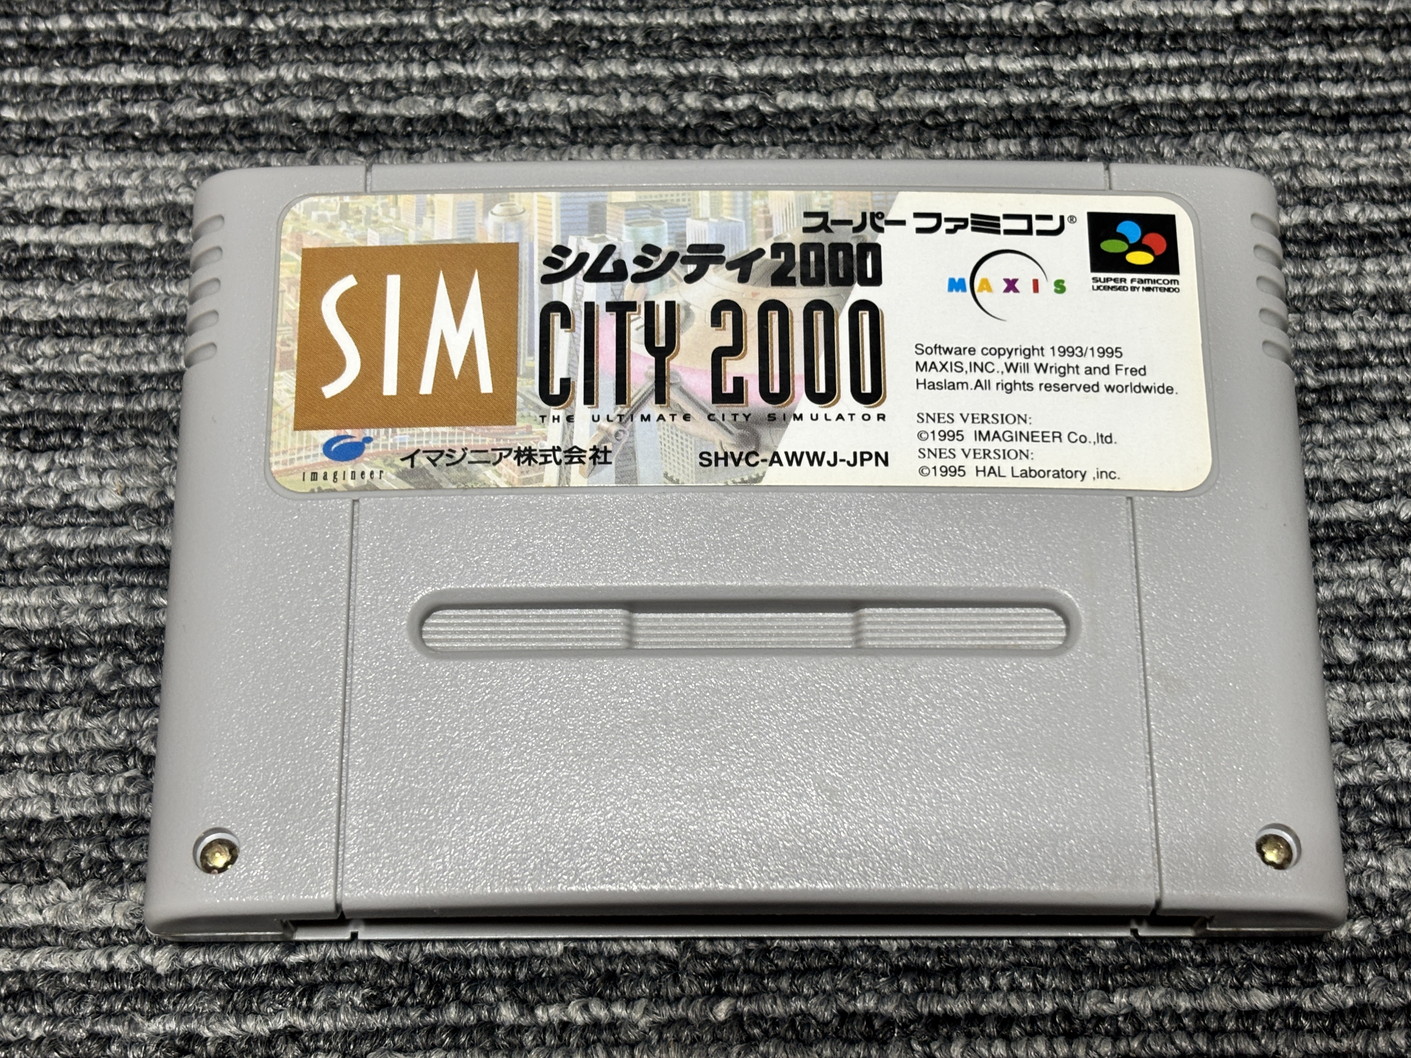 スーパーファミコン®
シムシティ2000
SIM
CITY 2000
THE ULTIMATE CITY SIMULATOR
imagineer
イマジニア株式会社
SHVC-AWWJ-JPN
MAXIS
SUPER FAMICOM
LICENSED BY NINTENDO
Software copyright 1993/1995
MAXIS,INC.,Will Wright and Fred
Haslam.All rights reserved worldwide.
SNES VERSION:
©1995 IMAGINEER Co.,ltd.
SNES VERSION:
©1995 HAL Laboratory ,inc.